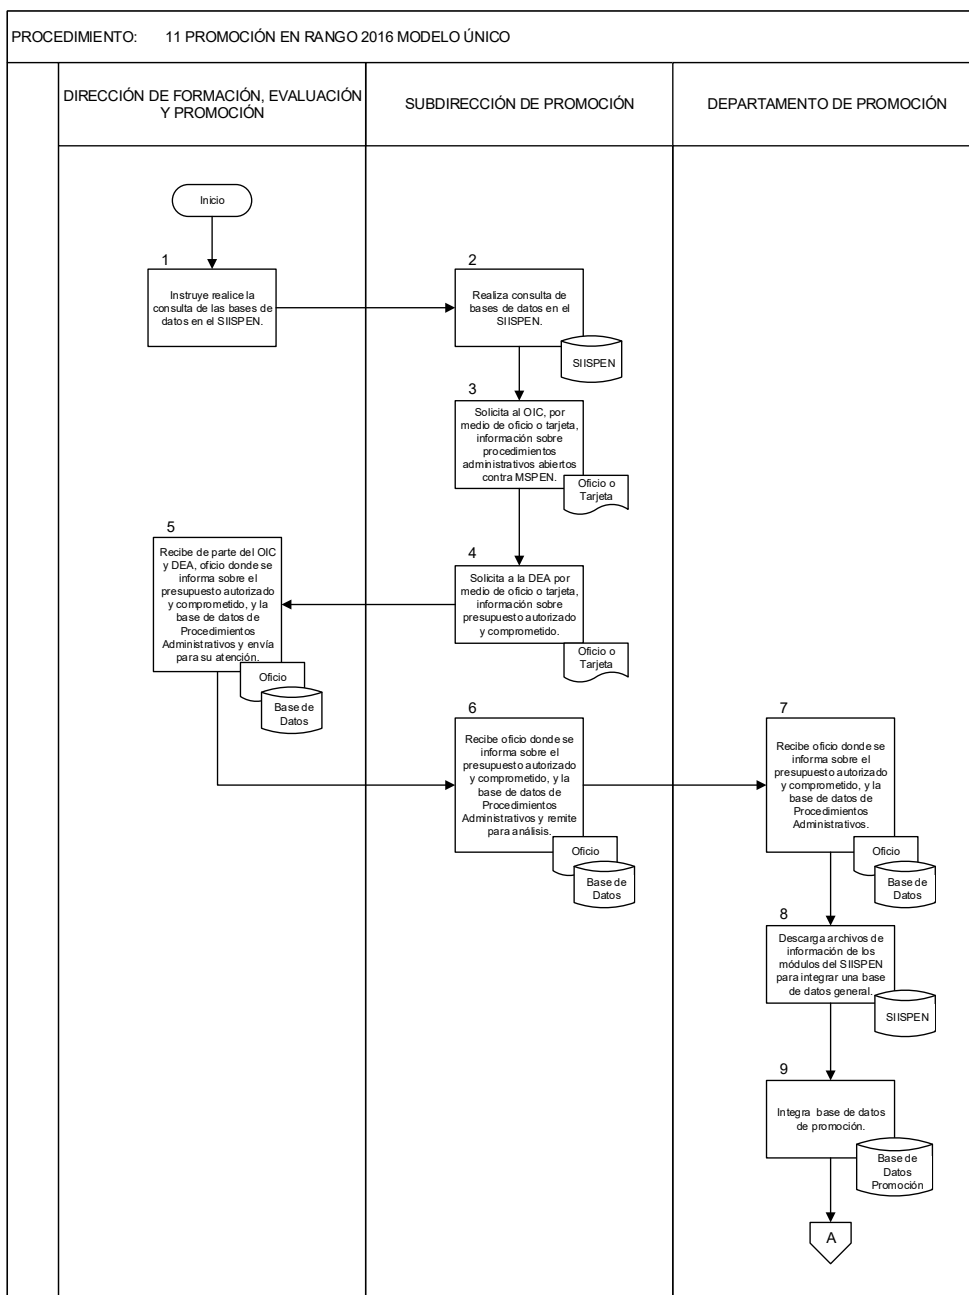 PROCEDIMIENTO: 11 PROMOCIÓN EN RANGO 2016 MODELO ÚNICO
DIRECCIÓN DE FORMACIÓN, EVALUACIÓN
Y PROMOCIÓN
SUBDIRECCIÓN DE PROMOCIÓN
DEPARTAMENTO DE PROMOCIÓN
Inicio
1
Instruye realice la
consulta de las bases de
datos en el SIISPEN.
2
Realiza consulta de
bases de datos en el
SIISPEN.
SIISPEN
3
Solicita al OIC, por
medio de oficio o tarjeta,
información sobre
procedimientos
administrativos abiertos
contra MSPEN.
Oficio o
Tarjeta
4
Solicita a la DEA por
medio de oficio o tarjeta,
información sobre
presupuesto autorizado
y comprometido.
Oficio o
Tarjeta
5
Recibe de parte del OIC
y DEA, oficio donde se
informa sobre el
presupuesto autorizado
y comprometido, y la
base de datos de
Procedimientos
Administrativos y envía
para su atención.
Oficio
Base de
Datos
6
Recibe oficio donde se
informa sobre el
presupuesto autorizado
y comprometido, y la
base de datos de
Procedimientos
Administrativos y remite
para análisis.
Oficio
Base de
Datos
7
Recibe oficio donde se
informa sobre el
presupuesto autorizado
y comprometido, y la
base de datos de
Procedimientos
Administrativos.
Oficio
Base de
Datos
8
Descarga archivos de
información de los
módulos del SIISPEN
para integrar una base
de datos general.
SIISPEN
9
Integra base de datos
de promoción.
Base de
Datos
Promoción
A